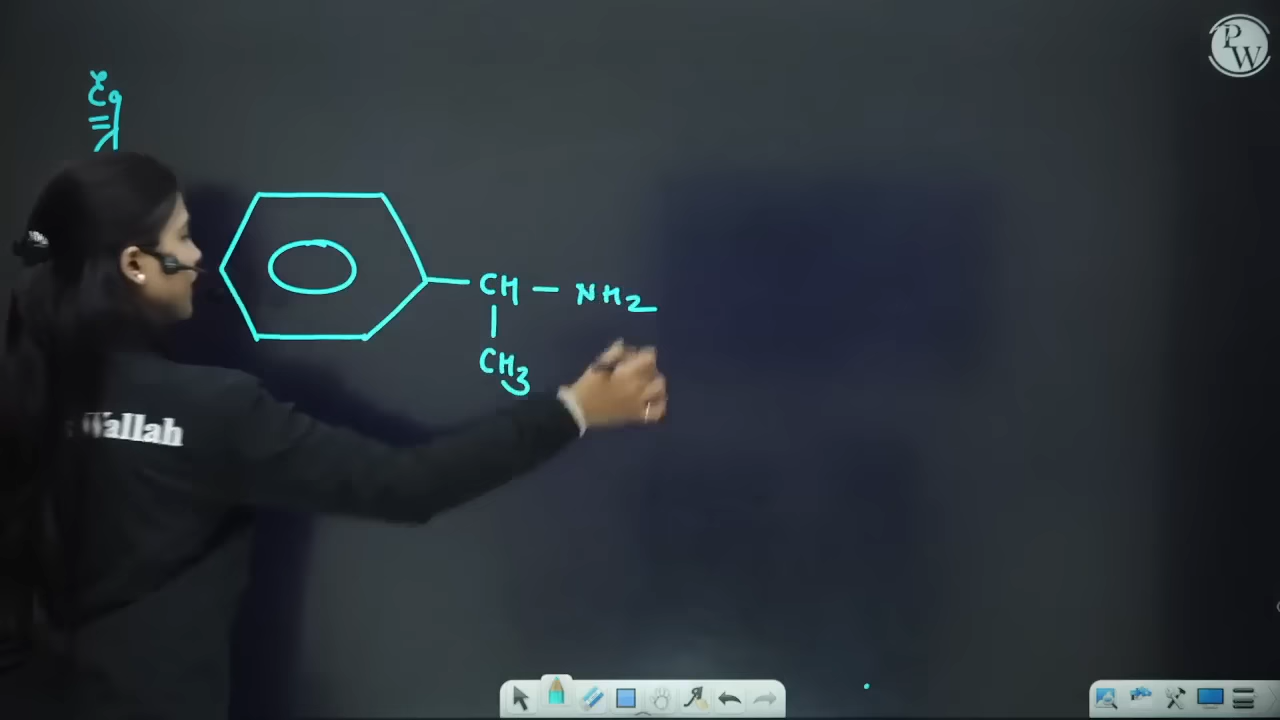 Eg
CH — NH2
CH3
Wallah
PW